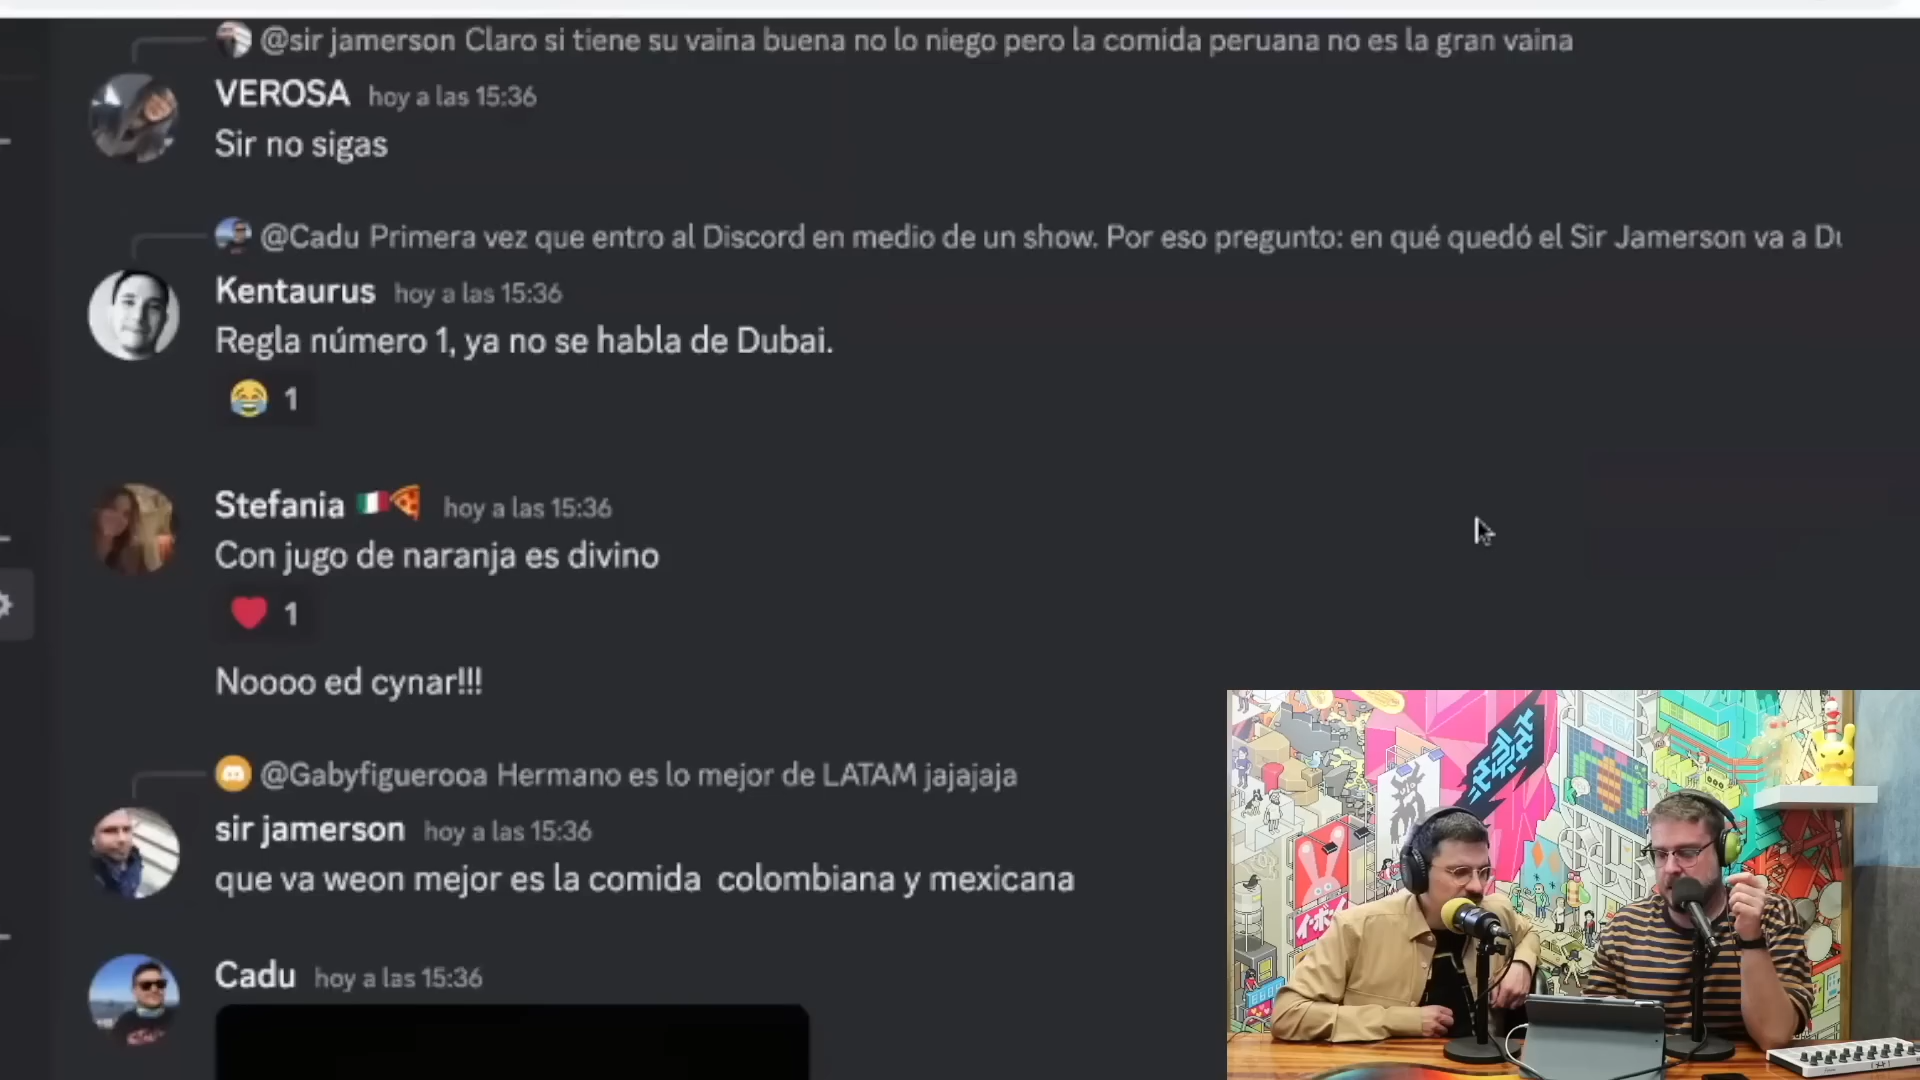 @sir jamerson Claro si tiene su vaina buena no lo niego pero la comida peruana no es la gran vaina
VEROSA hoy a las 15:36
Sir no sigas
@Cadu Primera vez que entro al Discord en medio de un show. Por eso pregunto: en qué quedó el Sir Jamerson va a Du
Kentaurus hoy a las 15:36
Regla número 1, ya no se habla de Dubai.
😂 1
Stefania 🇮🇹🍕 hoy a las 15:36
Con jugo de naranja es divino
❤️ 1
Noooo ed cynar!!!
@Gabyfiguerooa Hermano es lo mejor de LATAM jajajaja
sir jamerson hoy a las 15:36
que va weon mejor es la comida colombiana y mexicana
Cadu hoy a las 15:36